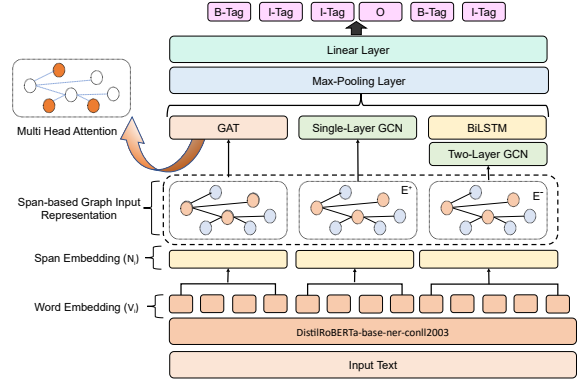 B-Tag I-Tag I-Tag O B-Tag I-Tag
Linear Layer
Max-Pooling Layer
Multi Head Attention
GAT
Single-Layer GCN
BiLSTM
Two-Layer GCN
Span-based Graph Input
Representation
E⁺
E⁻
Span Embedding (Nᵢ)
Word Embedding (Vᵢ)
DistilRoBERTa-base-ner-conll2003
Input Text